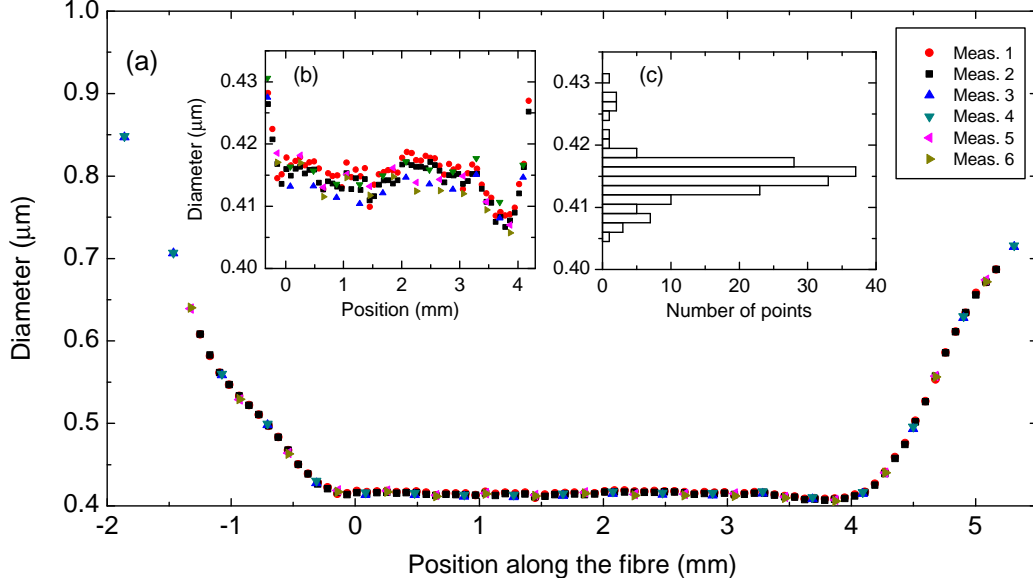 1.0
0.9
0.8
0.7
0.6
0.5
0.4
Diameter (μm)
-2
-1
0
1
2
3
4
5
Position along the fibre (mm)
(a)
(b)
0.43
0.42
0.41
0.40
Diameter (μm)
0
1
2
3
4
Position (mm)
(c)
0.43
0.42
0.41
0.40
0
10
20
30
40
Number of points
Meas. 1
Meas. 2
Meas. 3
Meas. 4
Meas. 5
Meas. 6